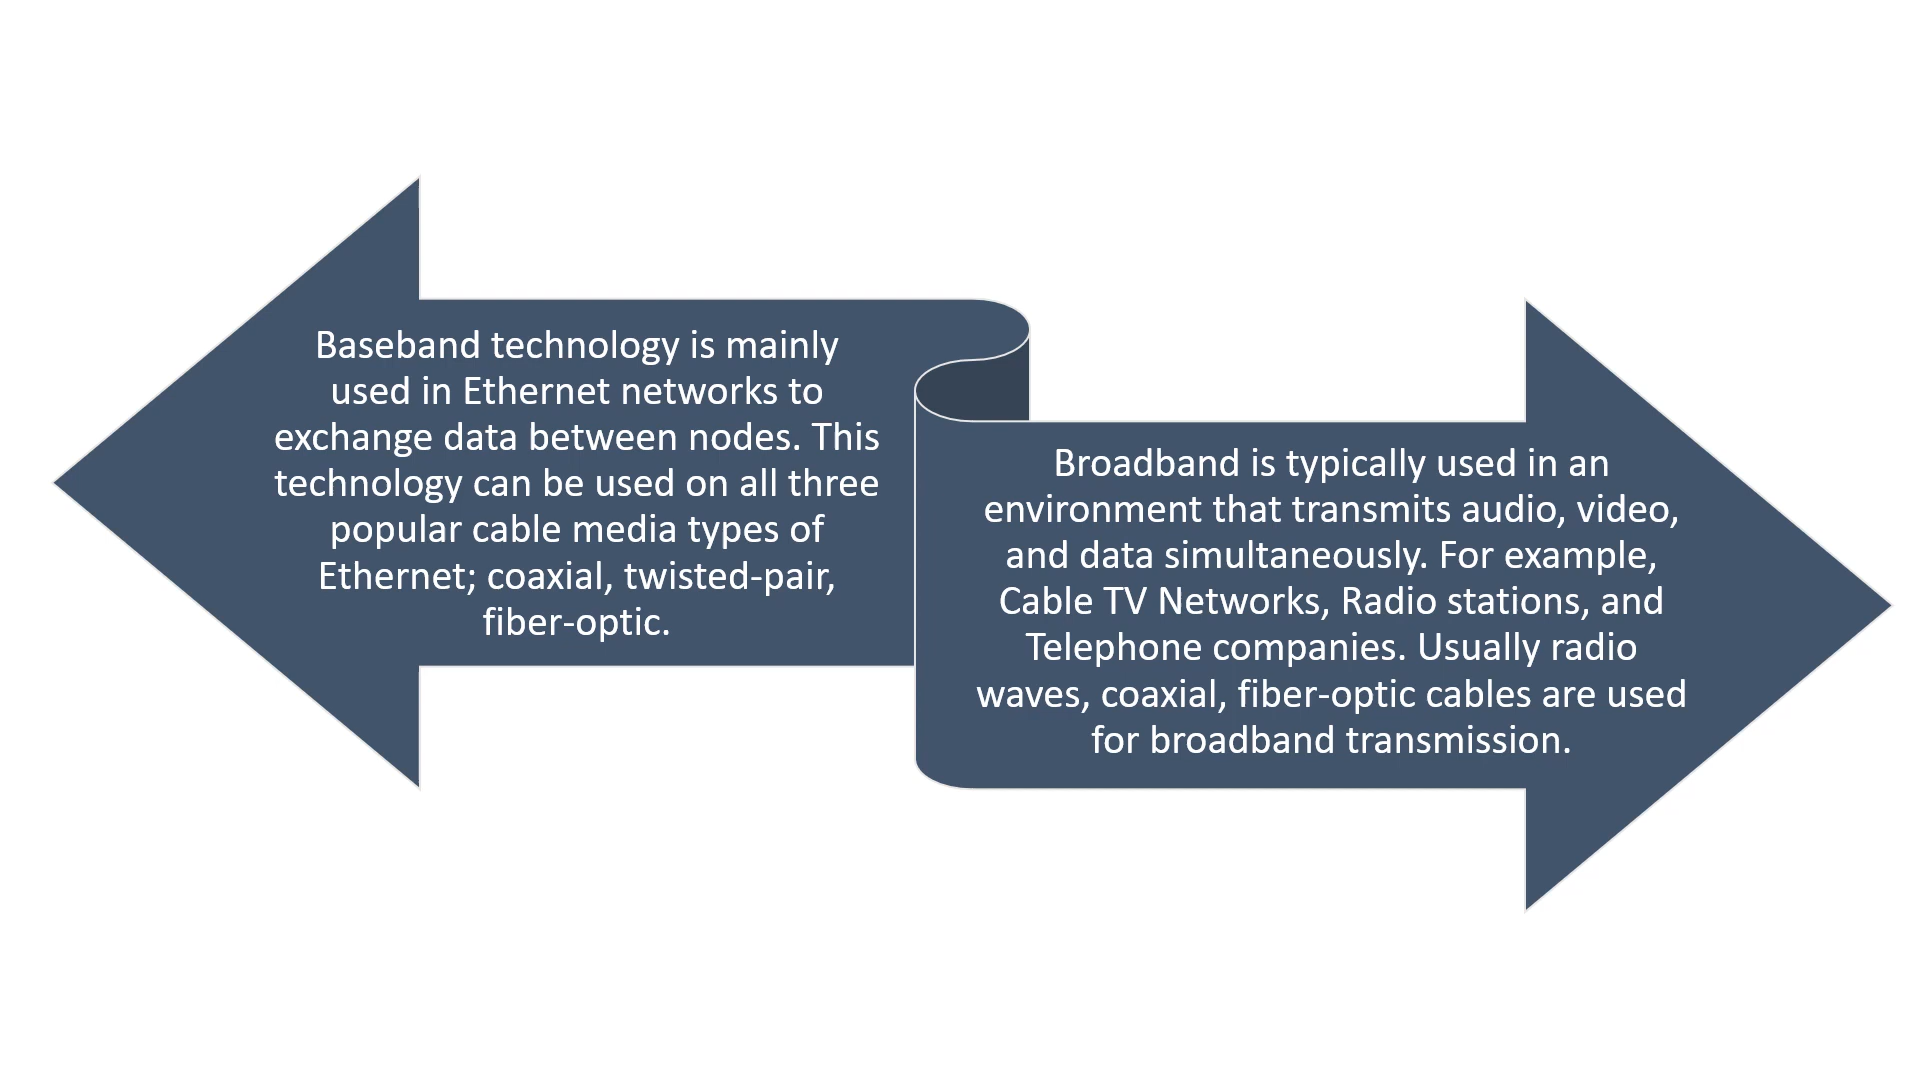 Baseband technology is mainly
used in Ethernet networks to
exchange data between nodes. This
technology can be used on all three
popular cable media types of
Ethernet; coaxial, twisted-pair,
fiber-optic.
Broadband is typically used in an
environment that transmits audio, video,
and data simultaneously. For example,
Cable TV Networks, Radio stations, and
Telephone companies. Usually radio
waves, coaxial, fiber-optic cables are used
for broadband transmission.